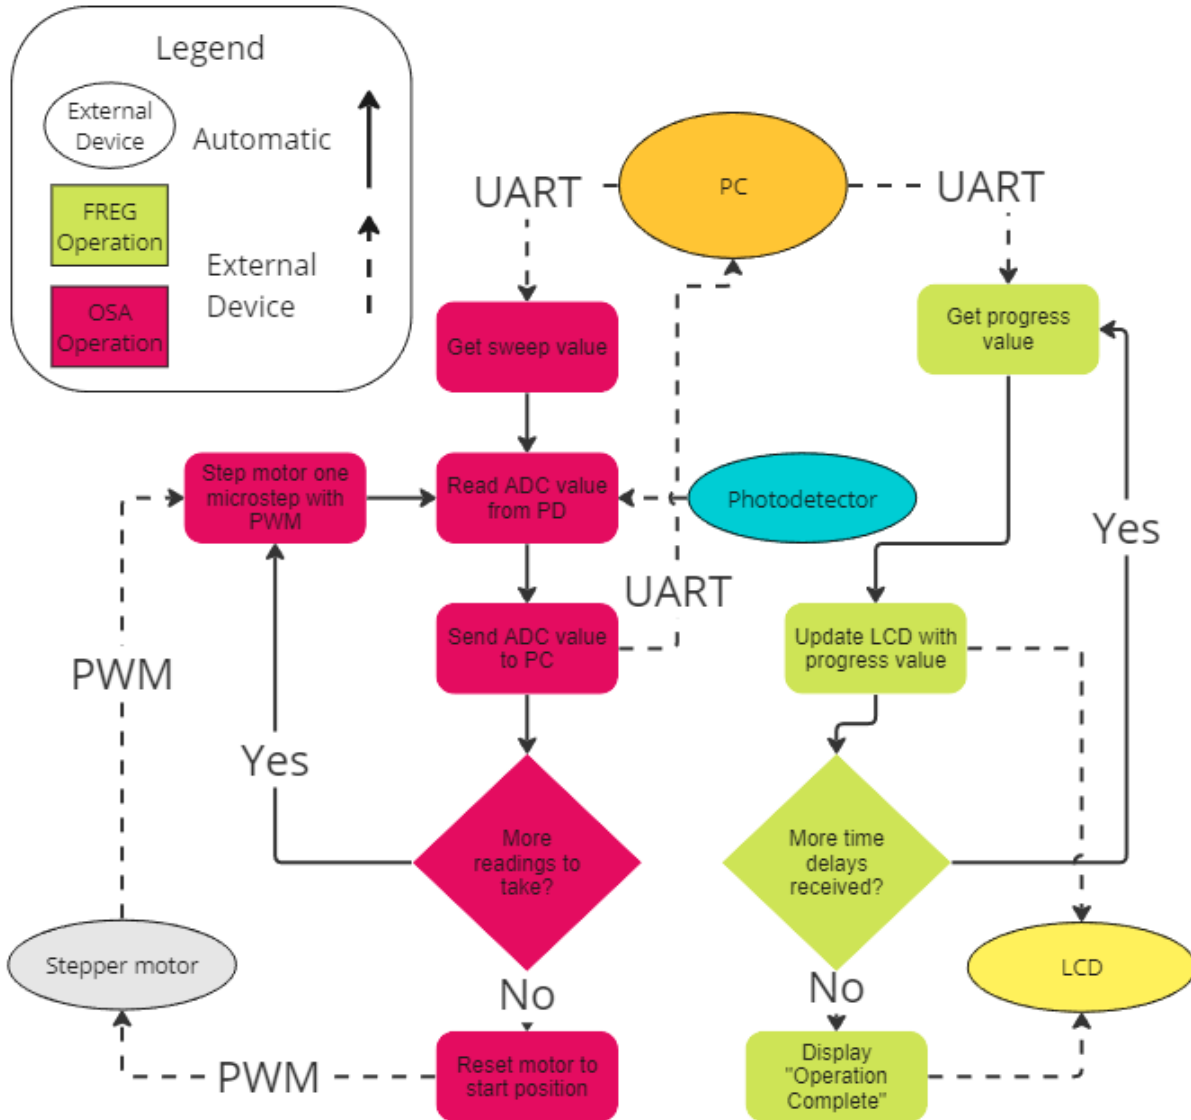 Legend
External
Device
Automatic
FREG
Operation
External
Device
OSA
Operation
UART
PC
UART
Get sweep value
Get progress
value
Step motor one
microstep with
PWM
Read ADC value
from PD
Photodetector
Yes
UART
Send ADC value
to PC
Update LCD with
progress value
PWM
Yes
More
readings to
take?
More time
delays
received?
Stepper motor
LCD
No
No
PWM
Reset motor to
start position
Display
"Operation
Complete"